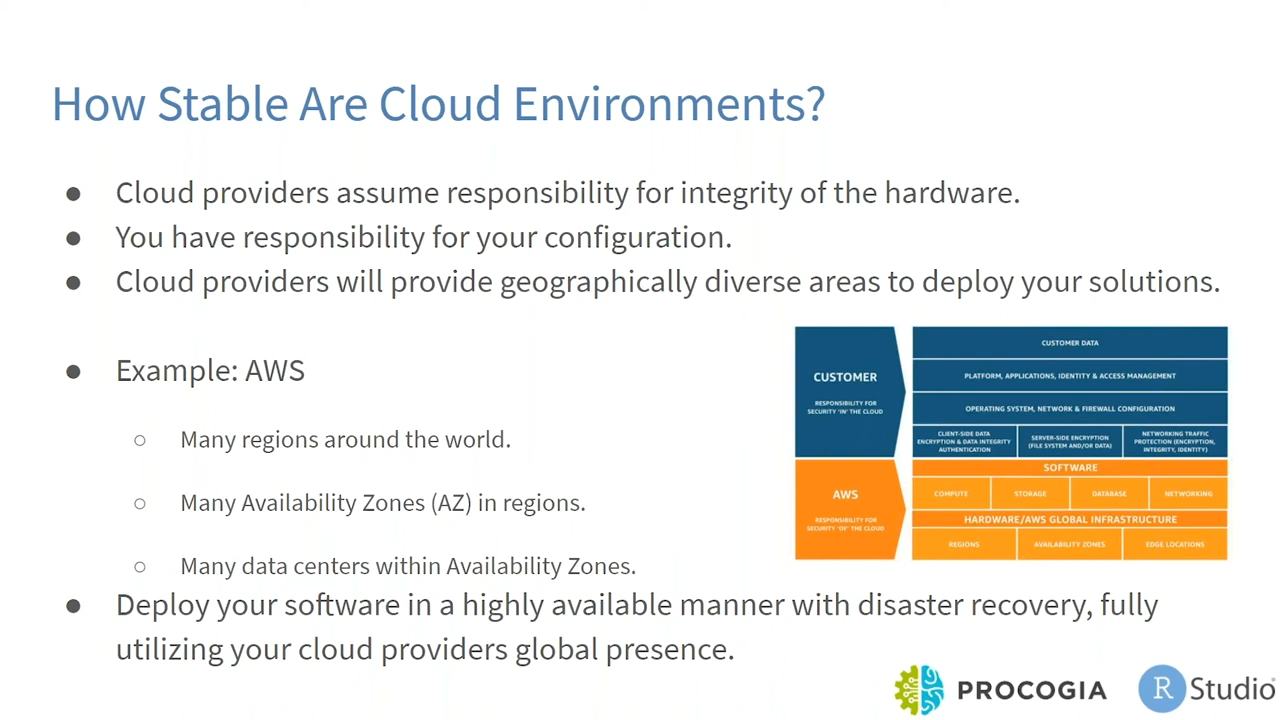 How Stable Are Cloud Environments?
● Cloud providers assume responsibility for integrity of the hardware.
● You have responsibility for your configuration.
● Cloud providers will provide geographically diverse areas to deploy your solutions.
● Example: AWS
○ Many regions around the world.
○ Many Availability Zones (AZ) in regions.
○ Many data centers within Availability Zones.
● Deploy your software in a highly available manner with disaster recovery, fully
utilizing your cloud providers global presence.
CUSTOMER
RESPONSIBILITY FOR
SECURITY 'IN' THE CLOUD
CUSTOMER DATA
PLATFORM, APPLICATIONS, IDENTITY & ACCESS MANAGEMENT
OPERATING SYSTEM, NETWORK & FIREWALL CONFIGURATION
CLIENT-SIDE DATA
ENCRYPTION & DATA INTEGRITY
AUTHENTICATION
SERVER-SIDE ENCRYPTION
(FILE SYSTEM AND/OR DATA)
NETWORKING TRAFFIC
PROTECTION (ENCRYPTION,
INTEGRITY, IDENTITY)
AWS
RESPONSIBILITY FOR
SECURITY 'OF' THE CLOUD
SOFTWARE
COMPUTE
STORAGE
DATABASE
NETWORKING
HARDWARE/AWS GLOBAL INFRASTRUCTURE
REGIONS
AVAILABILITY ZONES
EDGE LOCATIONS
PROCOGIA
R Studio